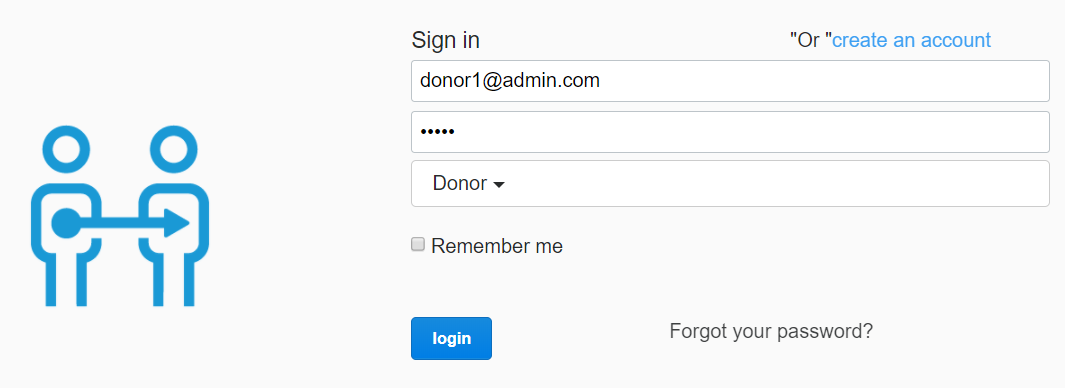 Sign in "Or "create an account
donor1@admin.com
•••••
Donor
Remember me
login Forgot your password?